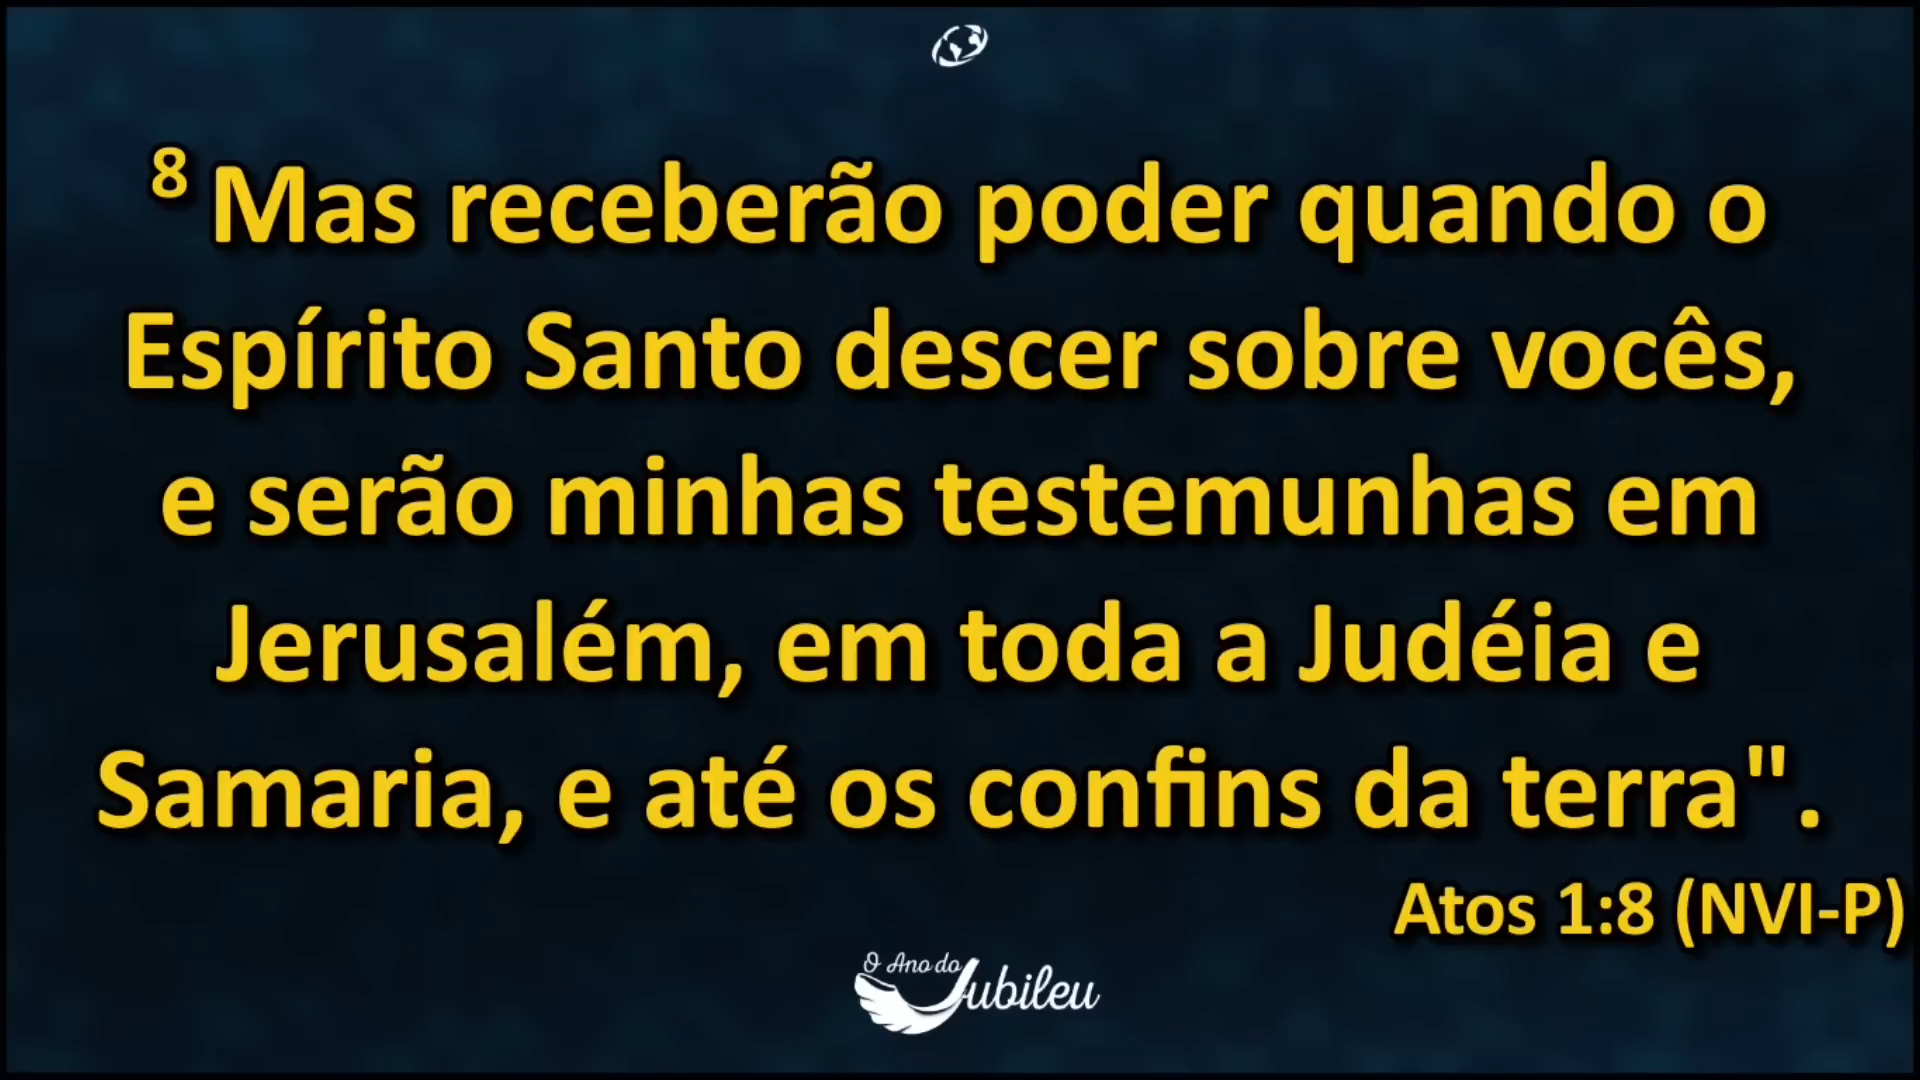 8 Mas receberão poder quando o
Espírito Santo descer sobre vocês,
e serão minhas testemunhas em
Jerusalém, em toda a Judéia e
Samaria, e até os confins da terra".
Atos 1:8 (NVI-P)
O Ano do
Jubileu